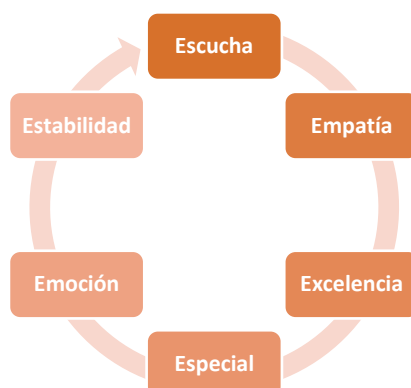 Escucha
Empatía
Excelencia
Especial
Emoción
Estabilidad